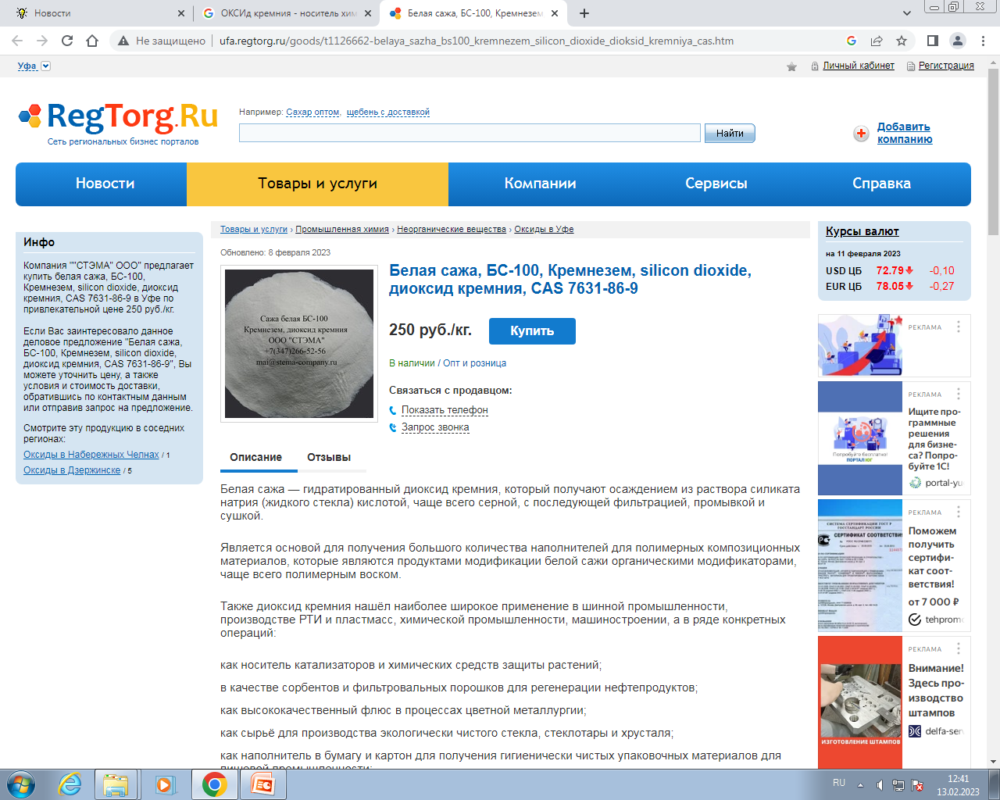 Новости
ОКСИд кремния - носитель хим
Белая сажа, БС-100, Кремнезем
Не защищено
ufa.regtorg.ru/goods/t1126662-belaya_sazha_bs100_kremnezem_silicon_dioxide_dioksid_kremniya_cas.htm
Уфа
Личный кабинет
Регистрация
RegTorg.Ru
Сеть региональных бизнес порталов
Например: Сахар оптом, щебень с доставкой
Найти
Добавить
компанию
Новости
Товары и услуги
Компании
Сервисы
Справка
Инфо
Компания ""СТЭМА" ООО" предлагает
купить белая сажа, БС-100,
Кремнезем, silicon dioxide, диоксид
кремния, CAS 7631-86-9 в Уфе по
привлекательной цене 250 руб./кг.
Если Вас заинтересовало данное
деловое предложение "Белая сажа,
БС-100, Кремнезем, silicon dioxide,
диоксид кремния, CAS 7631-86-9", Вы
можете уточнить цену, а также
условия и стоимость доставки,
обратившись по контактным данным
или отправив запрос на предложение.
Смотрите эту продукцию в соседних
регионах:
Оксиды в Набережных Челнах / 1
Оксиды в Дзержинске / 5
Товары и услуги › Промышленная химия › Неорганические вещества › Оксиды в Уфе
Обновлено: 8 февраля 2023
Сажа белая БС-100
Кремнезем, диоксид кремния
ООО "СТЭМА"
+7(347)266-52-56
mai@stema-company.ru
Белая сажа, БС-100, Кремнезем, silicon dioxide,
диоксид кремния, CAS 7631-86-9
250 руб./кг.
Купить
В наличии / Опт и розница
Связаться с продавцом:
Показать телефон
Запрос звонка
Описание
Отзывы
Белая сажа — гидратированный диоксид кремния, который получают осаждением из раствора силиката
натрия (жидкого стекла) кислотой, чаще всего серной, с последующей фильтрацией, промывкой и
сушкой.
Является основой для получения большого количества наполнителей для полимерных композиционных
материалов, которые являются продуктами модификации белой сажи органическими модификаторами,
чаще всего полимерным воском.
Также диоксид кремния нашёл наиболее широкое применение в шинной промышленности,
производстве РТИ и пластмасс, химической промышленности, машиностроении, а в ряде конкретных
операций:
как носитель катализаторов и химических средств защиты растений;
в качестве сорбентов и фильтровальных порошков для регенерации нефтепродуктов;
как высококачественный флюс в процессах цветной металлургии;
как сырьё для производства экологически чистого стекла, стеклотары и хрусталя;
как наполнитель в бумагу и картон для получения гигиенически чистых упаковочных материалов для
пищевой промышленности;
Курсы валют
на 11 февраля 2023
USD ЦБ 72.79 -0,10
EUR ЦБ 78.05 -0,27
РЕКЛАМА
РЕКЛАМА
Ищите про-
граммные
решения
для бизне-
са? Попро-
буйте 1С!
portal-yu
Попробуйте бесплатно!
ПОРТАЛ ЮГ
РЕКЛАМА
СИСТЕМА СЕРТИФИКАЦИИ ГОСТ Р
ГОССТАНДАРТ РОССИИ
СЕРТИФИКАТ СООТВЕТСТВИЯ
Поможем
получить
сертифи-
кат соот-
ветствия!
от 7 000 ₽
tehprom
РЕКЛАМА
Внимание!
Здесь про-
изводство
штампов
delfa-ser
ИЗГОТОВЛЕНИЕ ШТАМПОВ
RU
12:41
13.02.2023